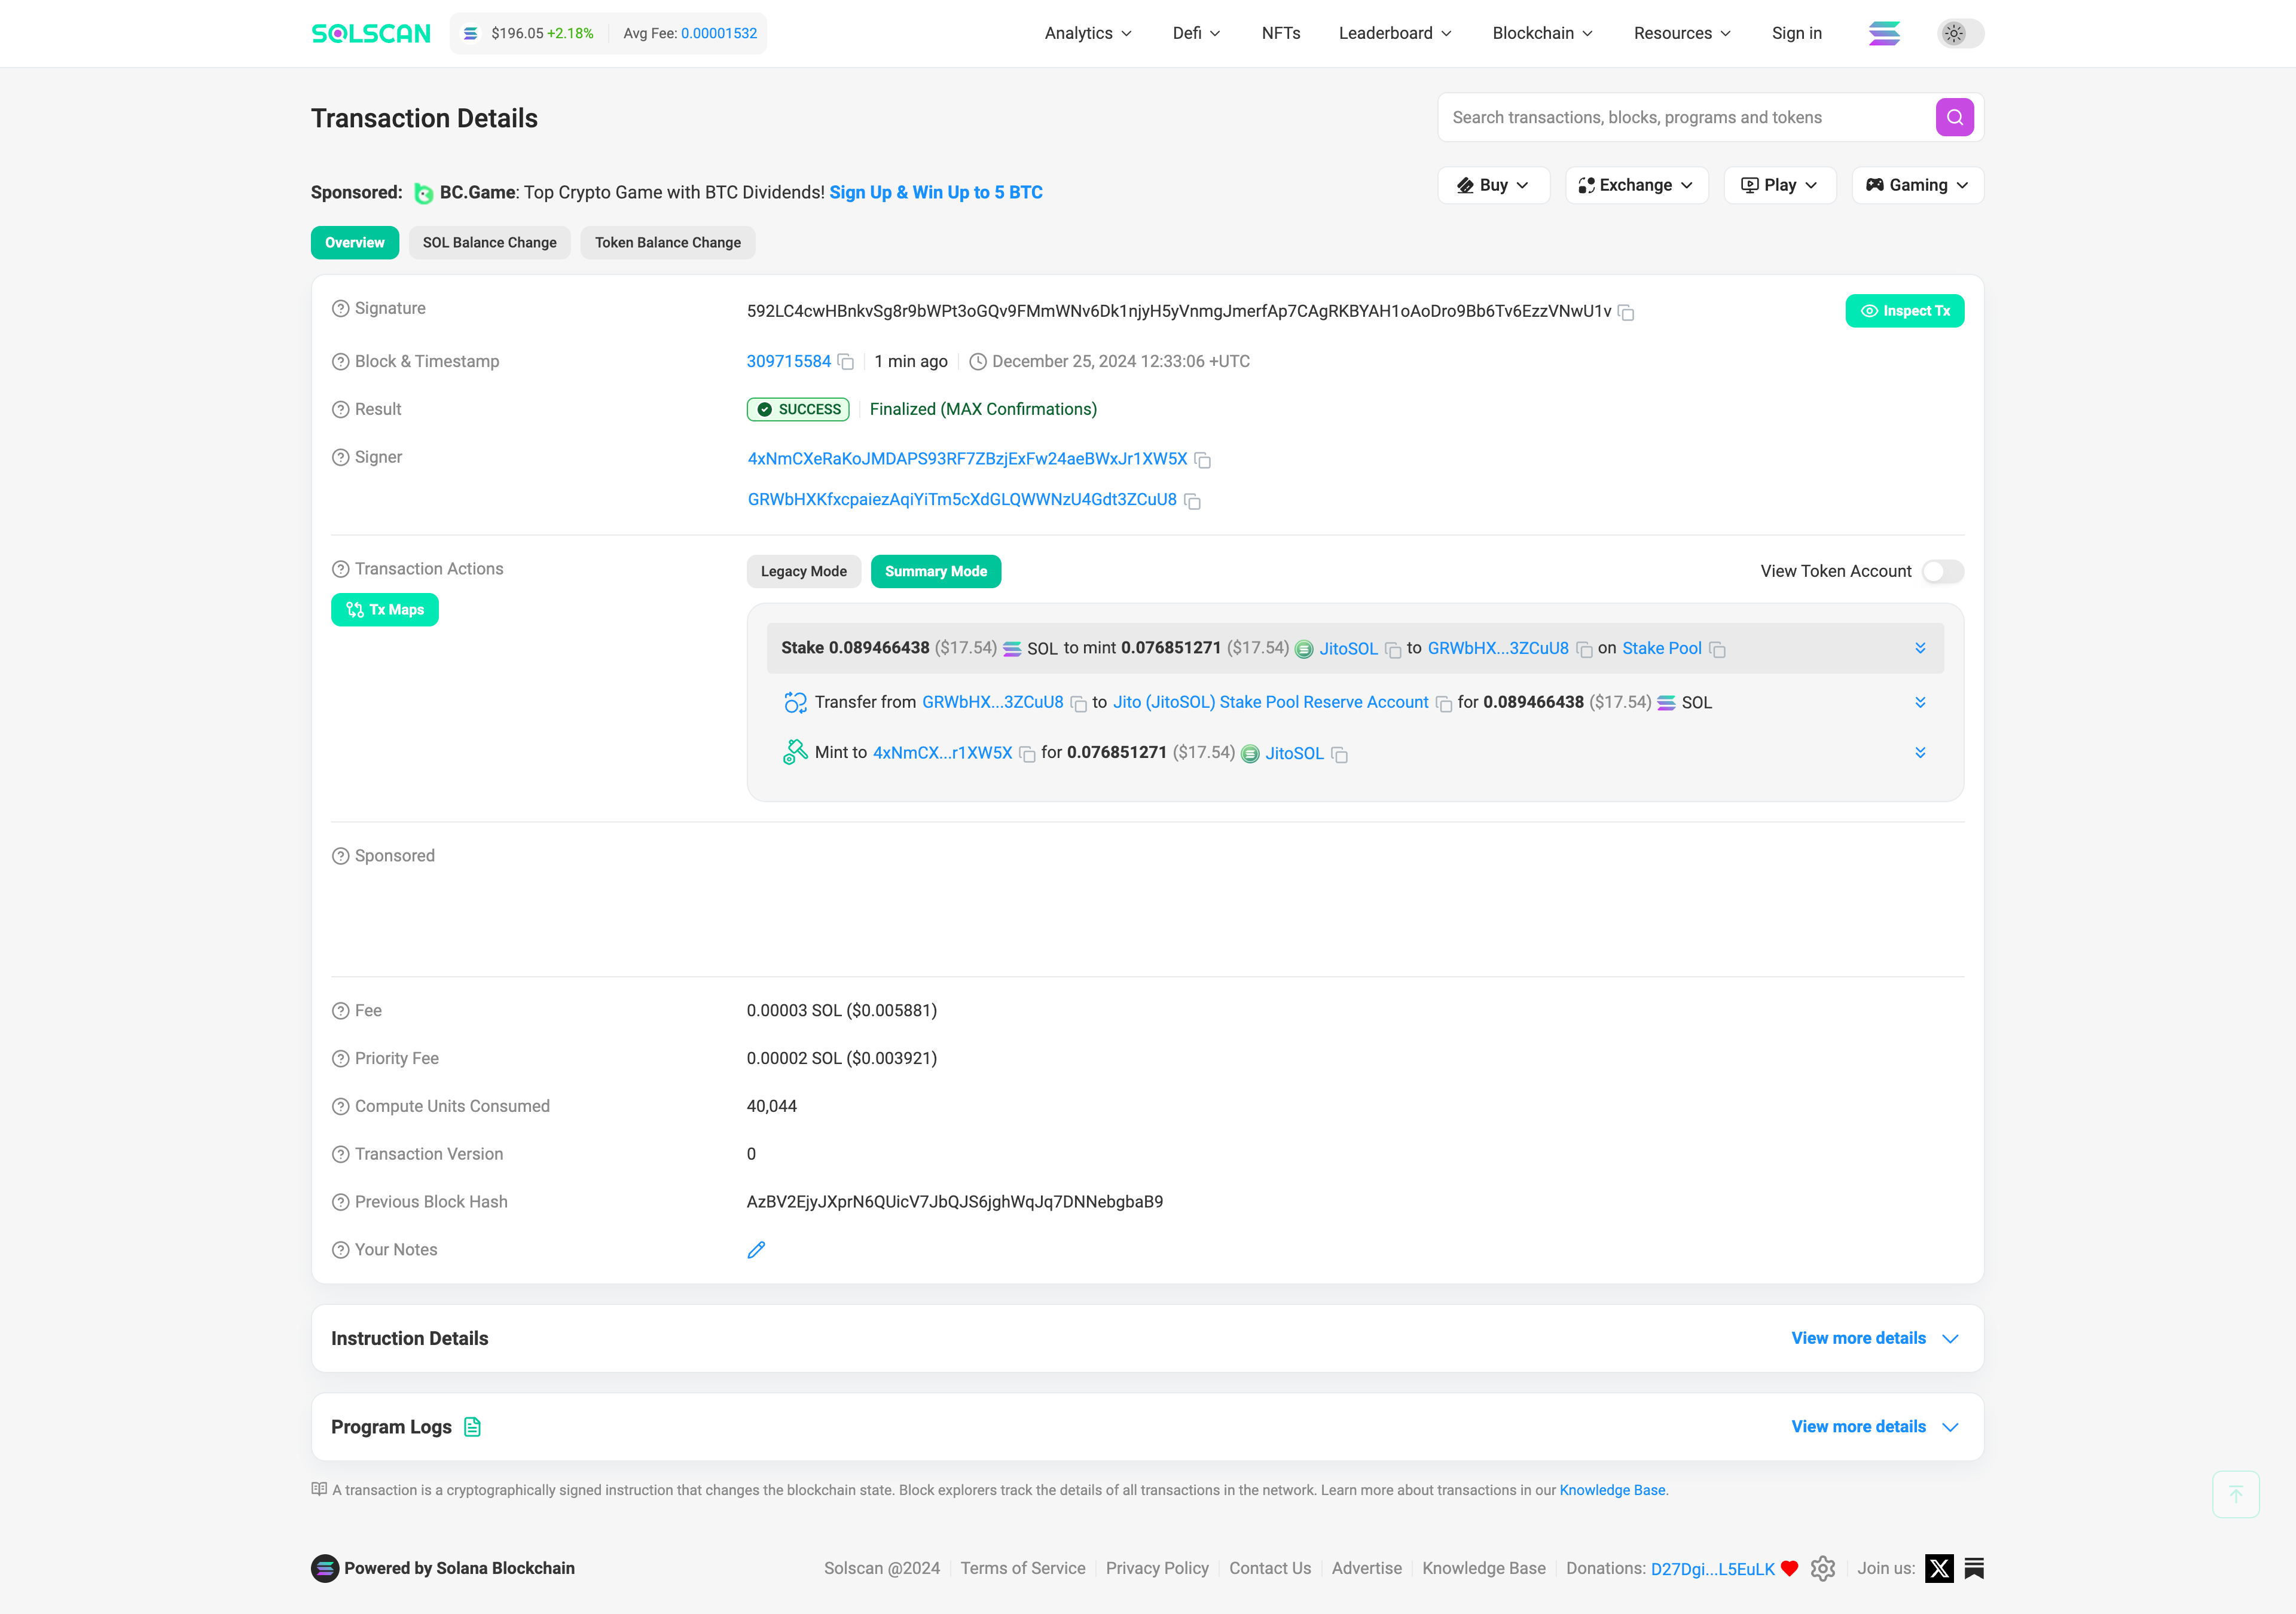 SOLSCAN $196.05 +2.18% Avg Fee: 0.00001532 Analytics Defi NFTs Leaderboard Blockchain Resources Sign in
Transaction Details
Search transactions, blocks, programs and tokens
Sponsored: BC.Game: Top Crypto Game with BTC Dividends! Sign Up & Win Up to 5 BTC
Buy Exchange Play Gaming
Overview SOL Balance Change Token Balance Change
Signature 592LC4cwHBnkvSg8r9bWPt3oGQv9FMmWNv6Dk1njyH5yVnmgJmerfAp7CAgRKBYAH1oAoDro9Bb6Tv6EzzVNwU1v Inspect Tx
Block & Timestamp 309715584 1 min ago December 25, 2024 12:33:06 +UTC
Result SUCCESS Finalized (MAX Confirmations)
Signer 4xNmCXeRaKoJMDAPS93RF7ZBzjExFw24aeBWxJr1XW5X
GRWbHXKfxcpaiezAqiYiTm5cXdGLQWWNzU4Gdt3ZCuU8
Transaction Actions Legacy Mode Summary Mode View Token Account
Tx Maps
Stake 0.089466438 ($17.54) SOL to mint 0.076851271 ($17.54) JitoSOL to GRWbHX...3ZCuU8 on Stake Pool
Transfer from GRWbHX...3ZCuU8 to Jito (JitoSOL) Stake Pool Reserve Account for 0.089466438 ($17.54) SOL
Mint to 4xNmCX...r1XW5X for 0.076851271 ($17.54) JitoSOL
Sponsored
Fee 0.00003 SOL ($0.005881)
Priority Fee 0.00002 SOL ($0.003921)
Compute Units Consumed 40,044
Transaction Version 0
Previous Block Hash AzBV2EjyJXprN6QUicV7JbQJS6jghWqJq7DNNebgbaB9
Your Notes
Instruction Details View more details
Program Logs View more details
A transaction is a cryptographically signed instruction that changes the blockchain state. Block explorers track the details of all transactions in the network. Learn more about transactions in our Knowledge Base.
Powered by Solana Blockchain Solscan @2024 Terms of Service Privacy Policy Contact Us Advertise Knowledge Base Donations: D27Dgi...L5EuLK Join us: